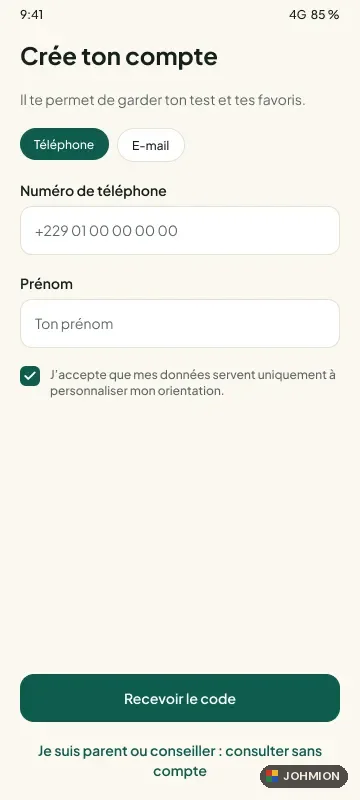 9:41
4G 85 %
Crée ton compte
Il te permet de garder ton test et tes favoris.
Téléphone
E-mail
Numéro de téléphone
+229 01 00 00 00 00
Prénom
Ton prénom
J'accepte que mes données servent uniquement à
personnaliser mon orientation.
Recevoir le code
Je suis parent ou conseiller : consulter sans
compte
JOHMION